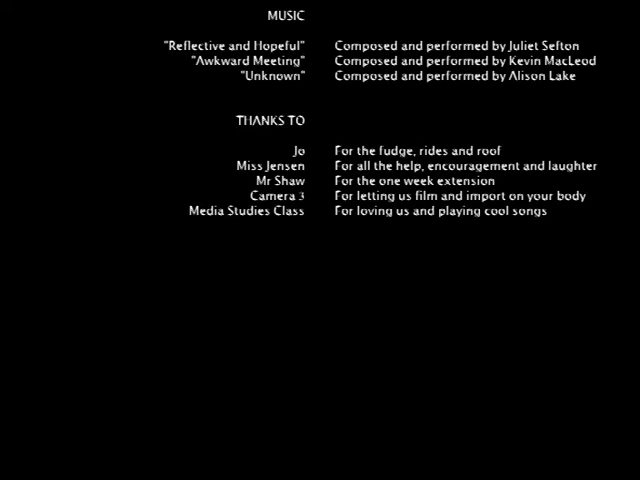 MUSIC
"Reflective and Hopeful" Composed and performed by Juliet Sefton
"Awkward Meeting" Composed and performed by Kevin MacLeod
"Unknown" Composed and performed by Alison Lake
THANKS TO
Jo For the fudge, rides and roof
Miss Jensen For all the help, encouragement and laughter
Mr Shaw For the one week extension
Camera 3 For letting us film and import on your body
Media Studies Class For loving us and playing cool songs